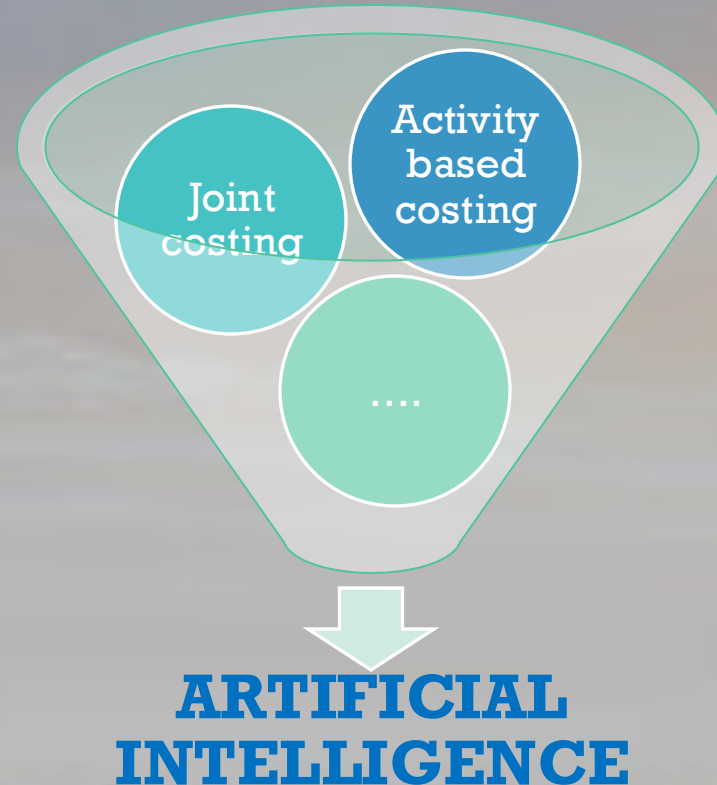 Activity
based
costing
Joint
costing
....
ARTIFICIAL
INTELLIGENCE